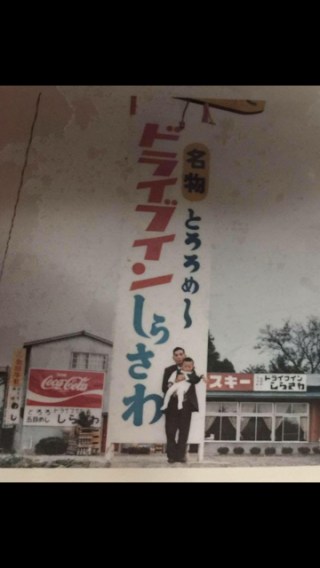 名物
とろろめし
ドライブイン
しらさわ
Coca-Cola
とろろ
ドライブイン
しらさわ
スキー
ドライブイン
しらさわ